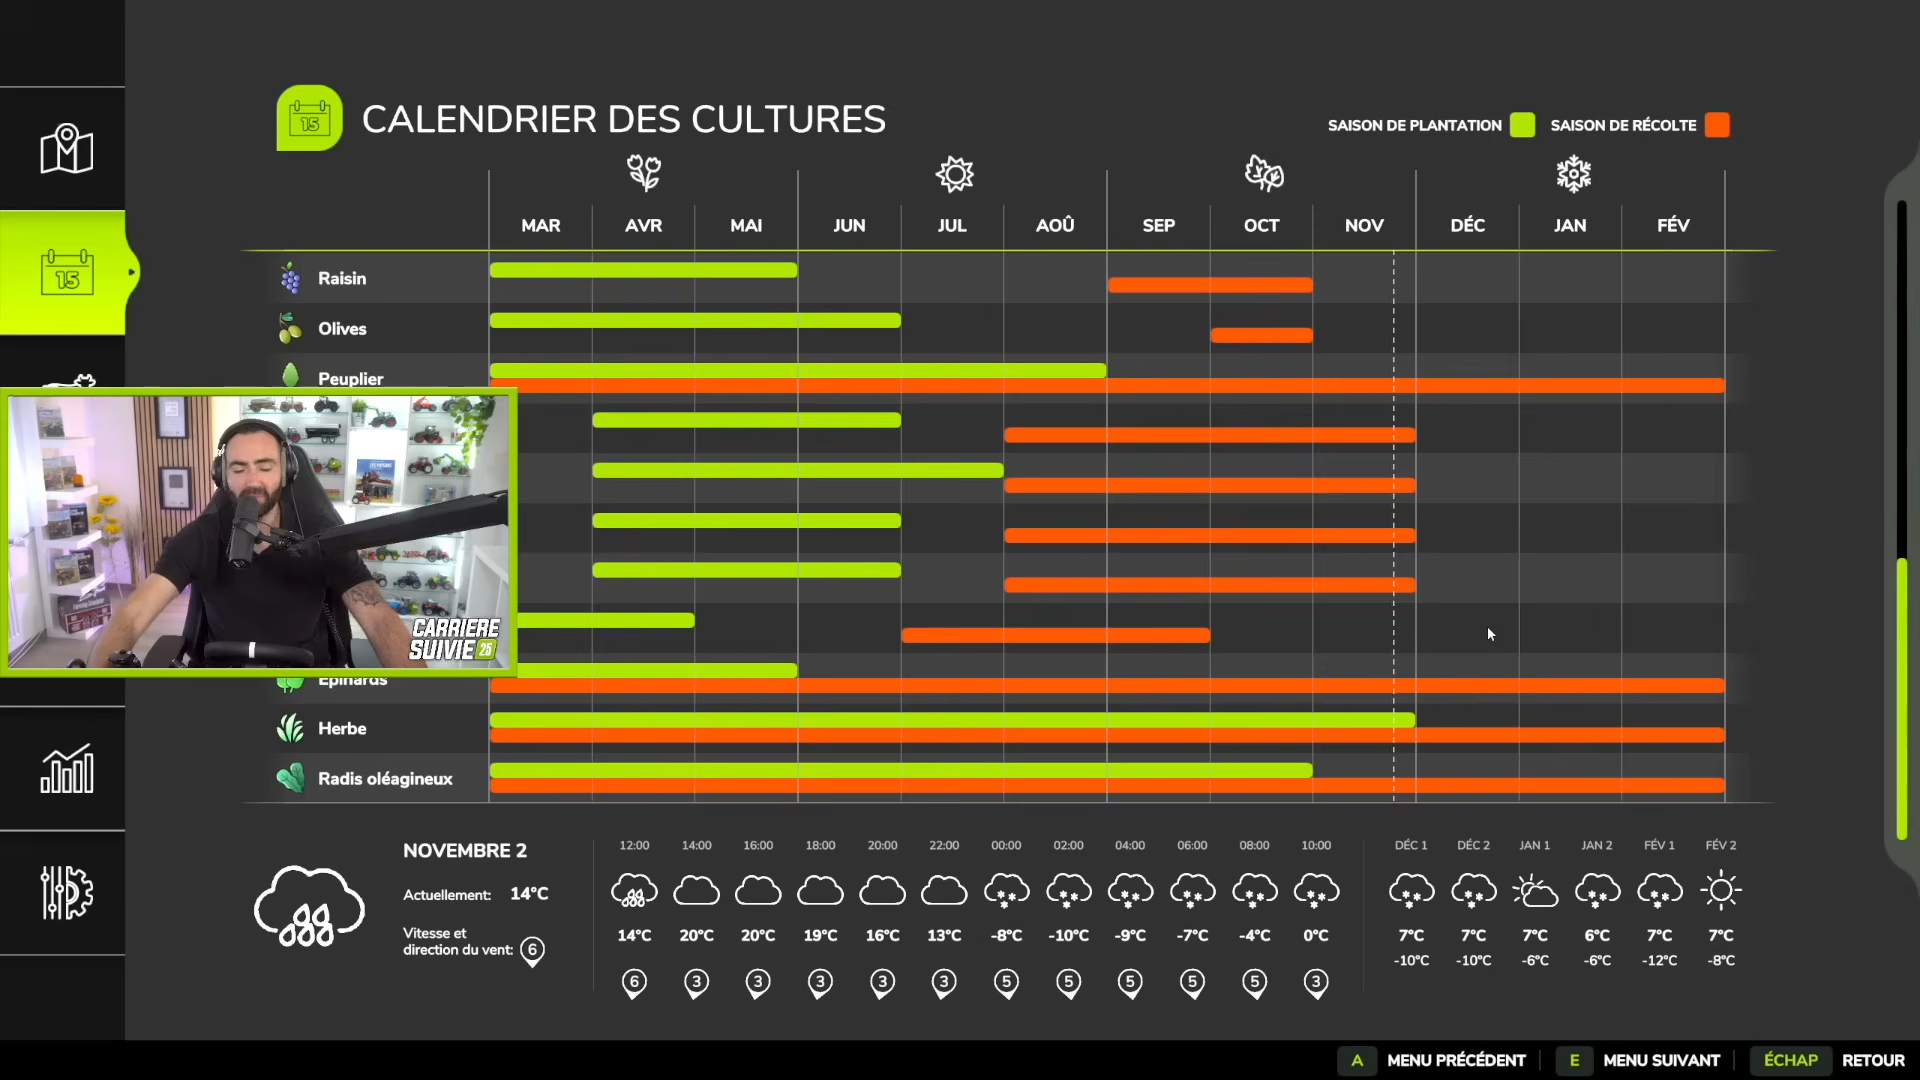 15
CALENDRIER DES CULTURES
SAISON DE PLANTATION
SAISON DE RÉCOLTE
MAR AVR MAI JUN JUL AOÛ SEP OCT NOV DÉC JAN FÉV
15
Raisin
Olives
Peuplier
CARRIERE
SUIVIE 25
Épinards
Herbe
Radis oléagineux
NOVEMBRE 2
Actuellement: 14°C
Vitesse et
direction du vent: 6
12:00 14:00 16:00 18:00 20:00 22:00 00:00 02:00 04:00 06:00 08:00 10:00
14°C 20°C 20°C 19°C 16°C 13°C -8°C -10°C -9°C -7°C -4°C 0°C
6 3 3 3 3 3 5 5 5 5 5 3
DÉC 1 DÉC 2 JAN 1 JAN 2 FÉV 1 FÉV 2
7°C 7°C 7°C 6°C 7°C 7°C
-10°C -10°C -6°C -6°C -12°C -8°C
A MENU PRÉCÉDENT
E MENU SUIVANT
ÉCHAP RETOUR